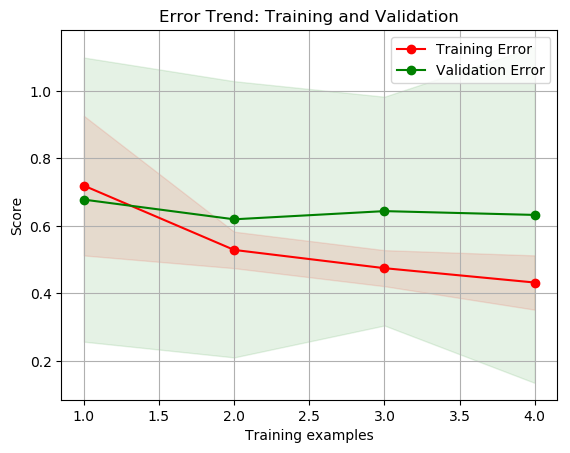 Error Trend: Training and Validation
Training Error
Validation Error
Score
1.0
0.8
0.6
0.4
0.2
1.0 1.5 2.0 2.5 3.0 3.5 4.0
Training examples